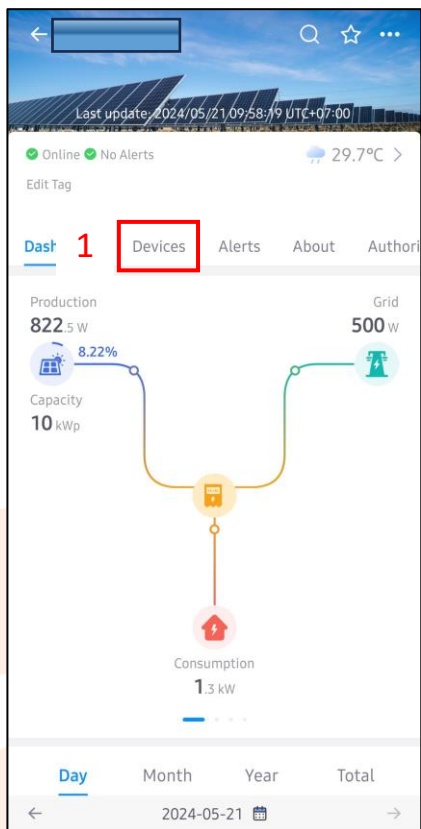 Last update: 2024/05/21 09:58:19 UTC+07:00
Online No Alerts 29.7ºC
Edit Tag
Dash 1 Devices Alerts About Authori
Production Grid
822.5 W 500 W
8.22%
Capacity
10 kWp
Consumption
1.3 kW
Day Month Year Total
2024-05-21